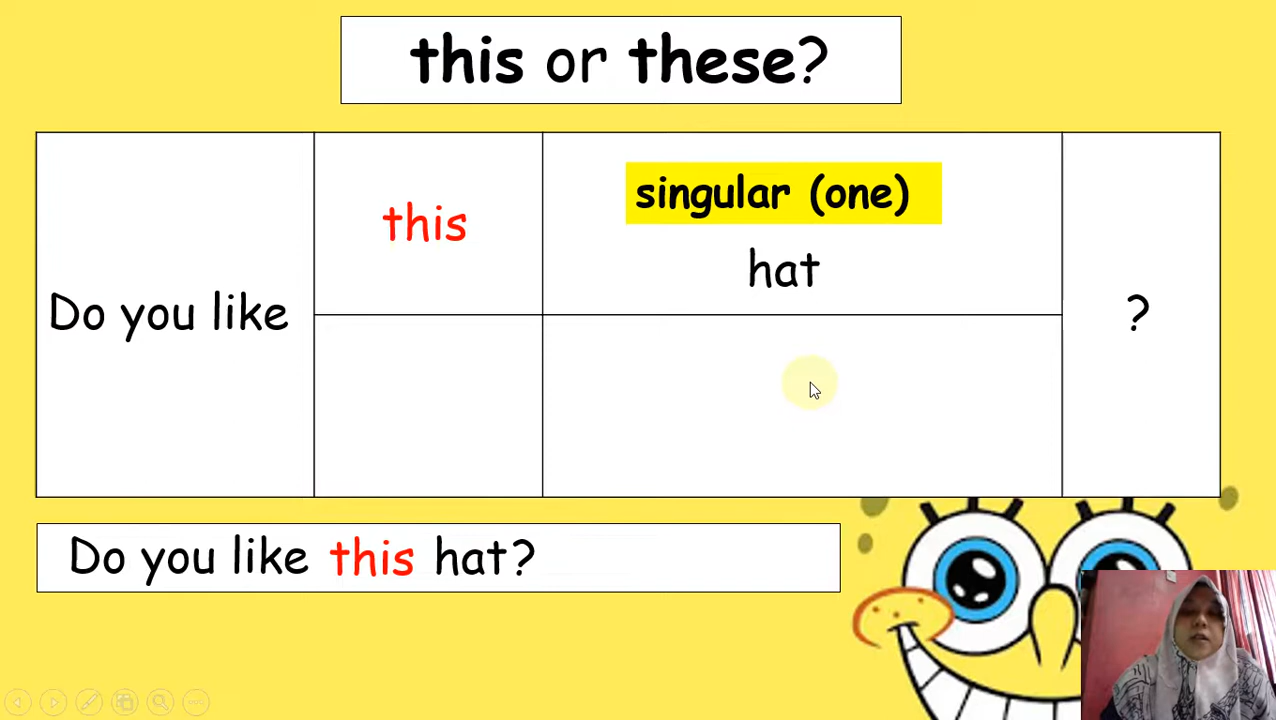 this or these?
Do you like
this
singular (one)
hat
?
Do you like this hat?